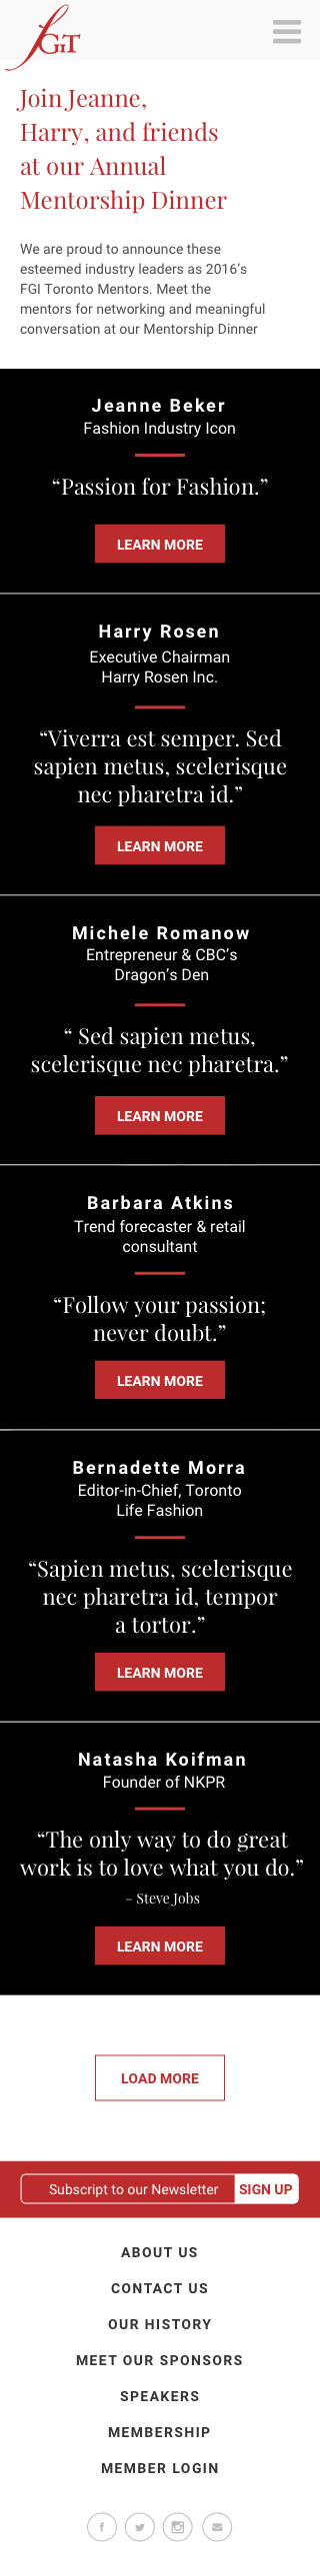 fGiT
Join Jeanne,
Harry, and friends
at our Annual
Mentorship Dinner
We are proud to announce these
esteemed industry leaders as 2016's
FGI Toronto Mentors. Meet the
mentors for networking and meaningful
conversation at our Mentorship Dinner
Jeanne Beker
Fashion Industry Icon
“Passion for Fashion.”
LEARN MORE
Harry Rosen
Executive Chairman
Harry Rosen Inc.
“Viverra est semper. Sed
sapien metus, scelerisque
nec pharetra id.”
LEARN MORE
Michele Romanow
Entrepreneur & CBC's
Dragon's Den
“ Sed sapien metus,
scelerisque nec pharetra.”
LEARN MORE
Barbara Atkins
Trend forecaster & retail
consultant
“Follow your passion;
never doubt.”
LEARN MORE
Bernadette Morra
Editor-in-Chief, Toronto
Life Fashion
“Sapien metus, scelerisque
nec pharetra id, tempor
a tortor.”
LEARN MORE
Natasha Koifman
Founder of NKPR
“The only way to do great
work is to love what you do.”
– Steve Jobs
LEARN MORE
LOAD MORE
Subscript to our Newsletter SIGN UP
ABOUT US
CONTACT US
OUR HISTORY
MEET OUR SPONSORS
SPEAKERS
MEMBERSHIP
MEMBER LOGIN